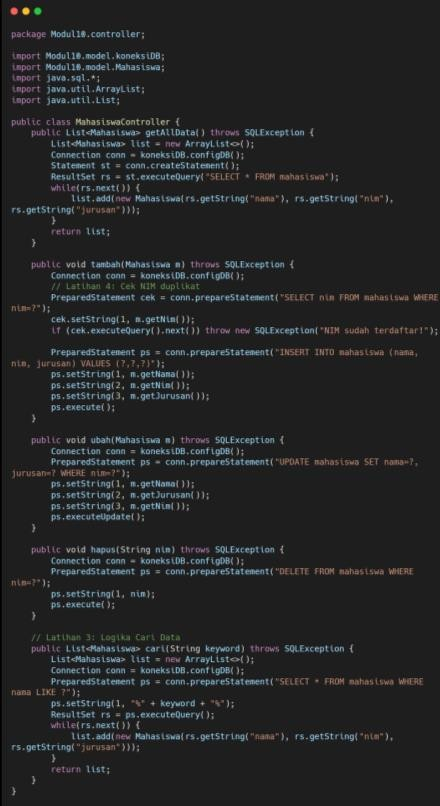 package Modul10.controller;
import Modul10.model.koneksiDB;
import Modul10.model.Mahasiswa;
import java.sql.*;
import java.util.ArrayList;
import java.util.List;
public class MahasiswaController {
    public List<Mahasiswa> getAllData() throws SQLException {
        List<Mahasiswa> list = new ArrayList<>();
        Connection conn = koneksiDB.configDB();
        Statement st = conn.createStatement();
        ResultSet rs = st.executeQuery("SELECT * FROM mahasiswa");
        while(rs.next()) {
            list.add(new Mahasiswa(rs.getString("nama"), rs.getString("nim"),
rs.getString("jurusan")));
        }
        return list;
    }
    public void tambah(Mahasiswa m) throws SQLException {
        Connection conn = koneksiDB.configDB();
        // Latihan 4: Cek NIM duplikat
        PreparedStatement cek = conn.prepareStatement("SELECT nim FROM mahasiswa WHERE
nim=?");
        cek.setString(1, m.getNim());
        if (cek.executeQuery().next()) throw new SQLException("NIM sudah terdaftar!");
        PreparedStatement ps = conn.prepareStatement("INSERT INTO mahasiswa (nama,
nim, jurusan) VALUES (?,?,?)");
        ps.setString(1, m.getNama());
        ps.setString(2, m.getNim());
        ps.setString(3, m.getJurusan());
        ps.execute();
    }
    public void ubah(Mahasiswa m) throws SQLException {
        Connection conn = koneksiDB.configDB();
        PreparedStatement ps = conn.prepareStatement("UPDATE mahasiswa SET nama=?,
jurusan=? WHERE nim=?");
        ps.setString(1, m.getNama());
        ps.setString(2, m.getJurusan());
        ps.setString(3, m.getNim());
        ps.executeUpdate();
    }
    public void hapus(String nim) throws SQLException {
        Connection conn = koneksiDB.configDB();
        PreparedStatement ps = conn.prepareStatement("DELETE FROM mahasiswa WHERE
nim=?");
        ps.setString(1, nim);
        ps.execute();
    }
    // Latihan 3: Logika Cari Data
    public List<Mahasiswa> cari(String keyword) throws SQLException {
        List<Mahasiswa> list = new ArrayList<>();
        Connection conn = koneksiDB.configDB();
        PreparedStatement ps = conn.prepareStatement("SELECT * FROM mahasiswa WHERE
nama LIKE ?");
        ps.setString(1, "%" + keyword + "%");
        ResultSet rs = ps.executeQuery();
        while(rs.next()) {
            list.add(new Mahasiswa(rs.getString("nama"), rs.getString("nim"),
rs.getString("jurusan")));
        }
        return list;
    }
}